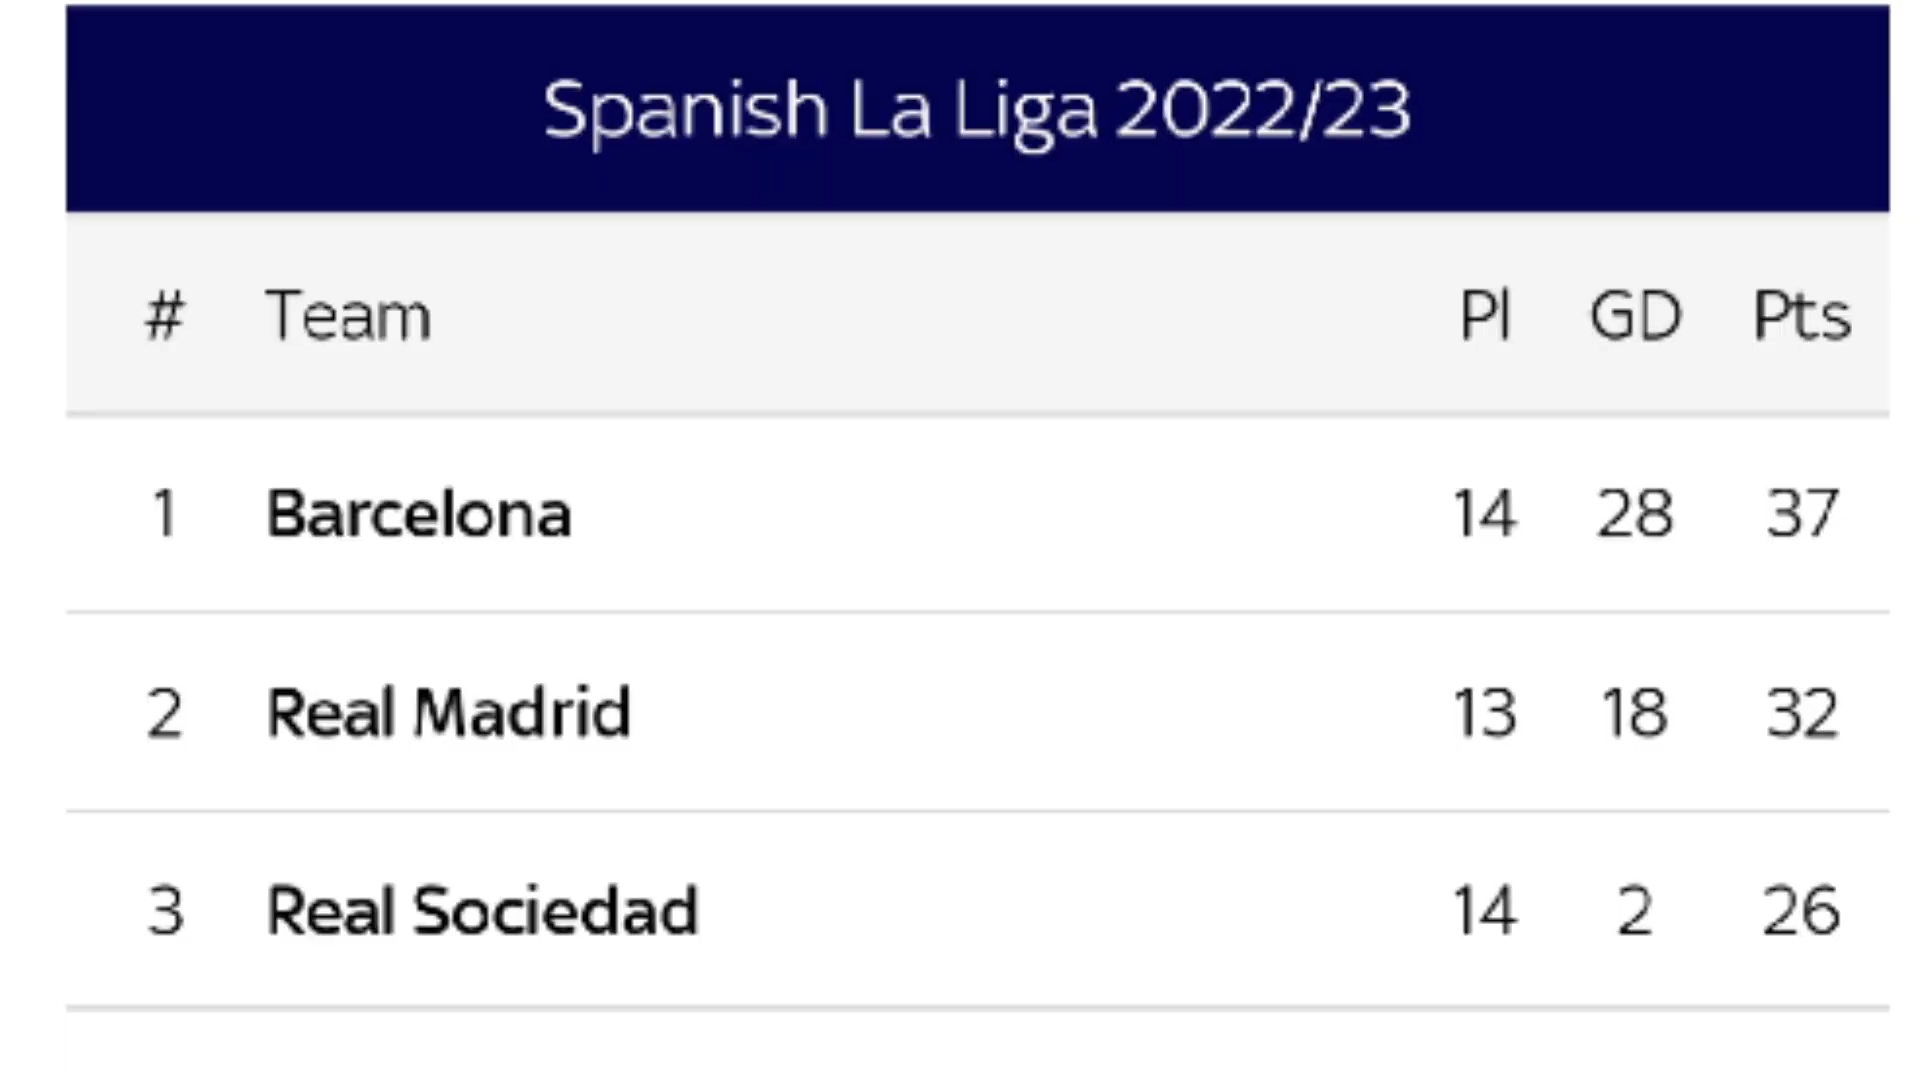 Spanish La Liga 2022/23
# Team Pl GD Pts
1 Barcelona 14 28 37
2 Real Madrid 13 18 32
3 Real Sociedad 14 2 26